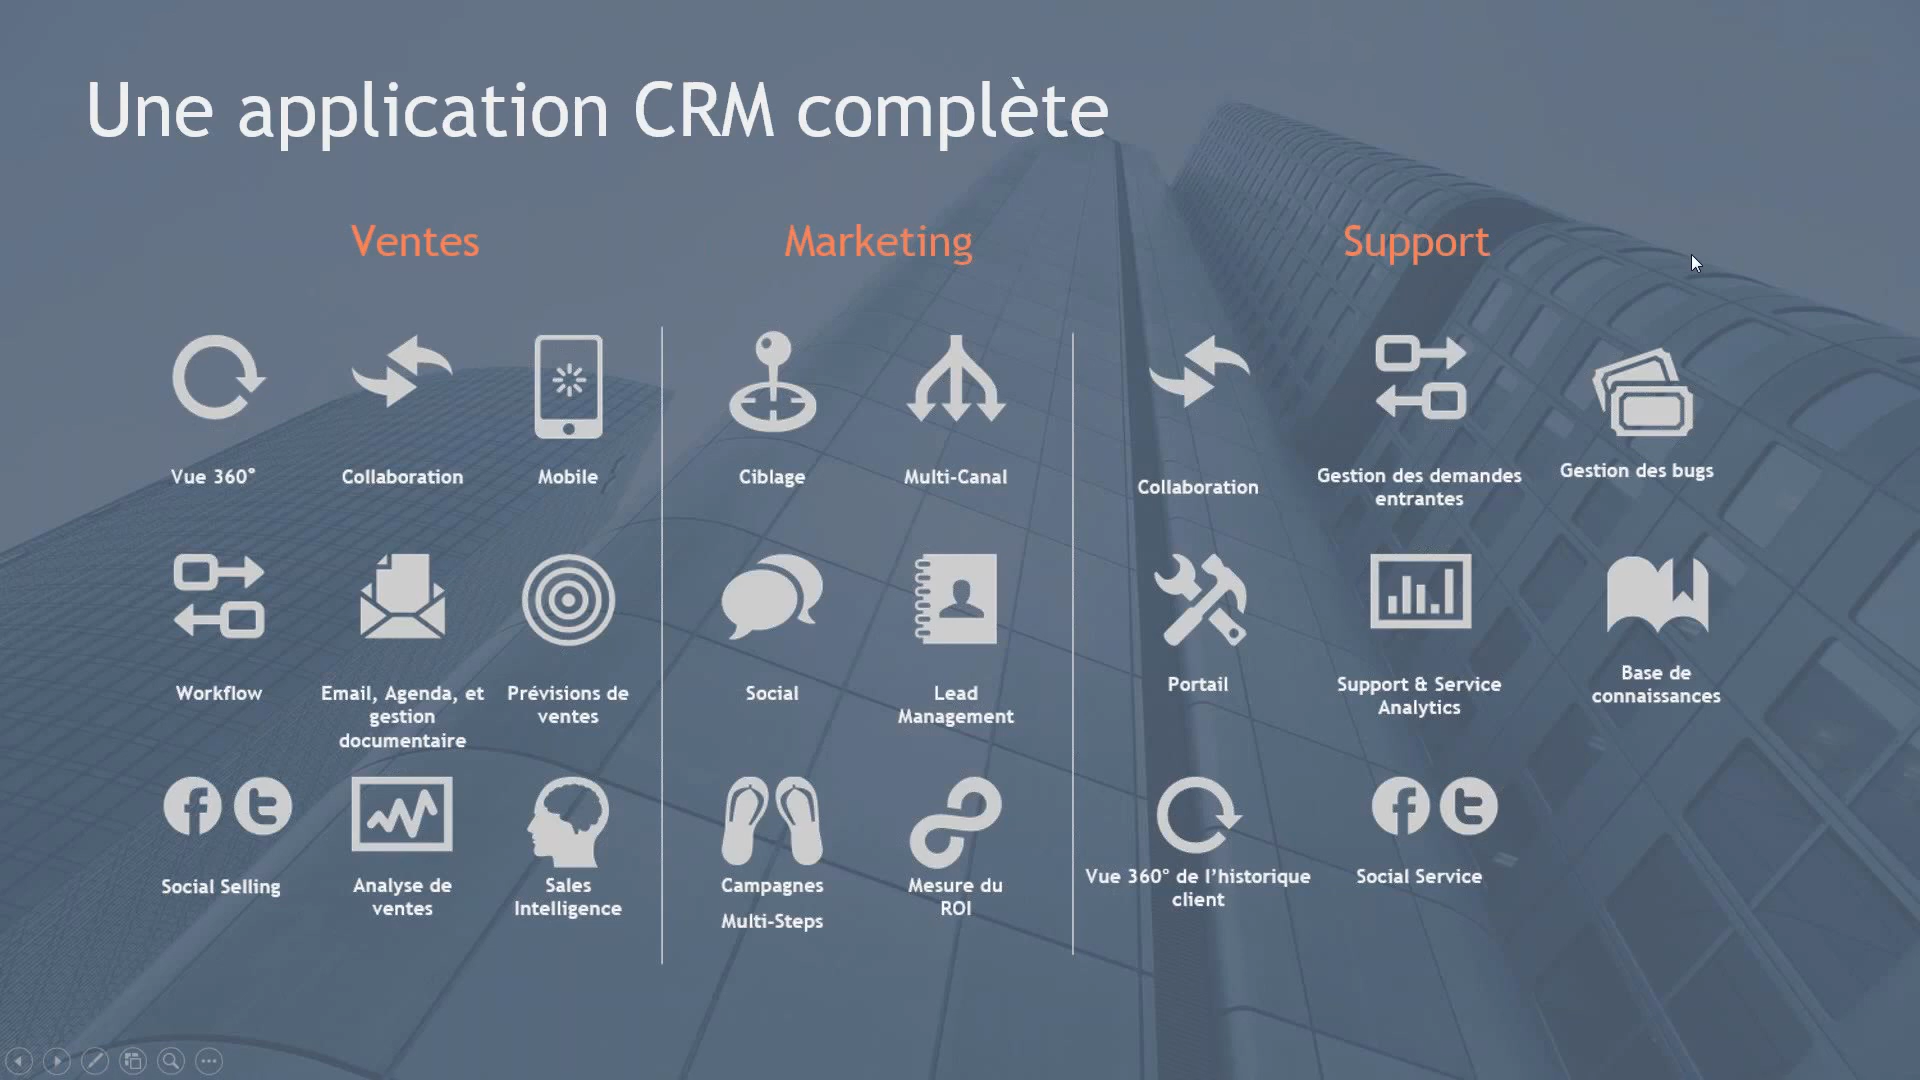 Une application CRM complète
Ventes
Vue 360°
Collaboration
Mobile
Workflow
Email, Agenda, et
gestion
documentaire
Prévisions de
ventes
Social Selling
Analyse de
ventes
Sales
Intelligence
Marketing
Ciblage
Multi-Canal
Social
Lead
Management
Campagnes
Multi-Steps
Mesure du
ROI
Support
Collaboration
Gestion des demandes
entrantes
Gestion des bugs
Portail
Support & Service
Analytics
Base de
connaissances
Vue 360° de l’historique
client
Social Service